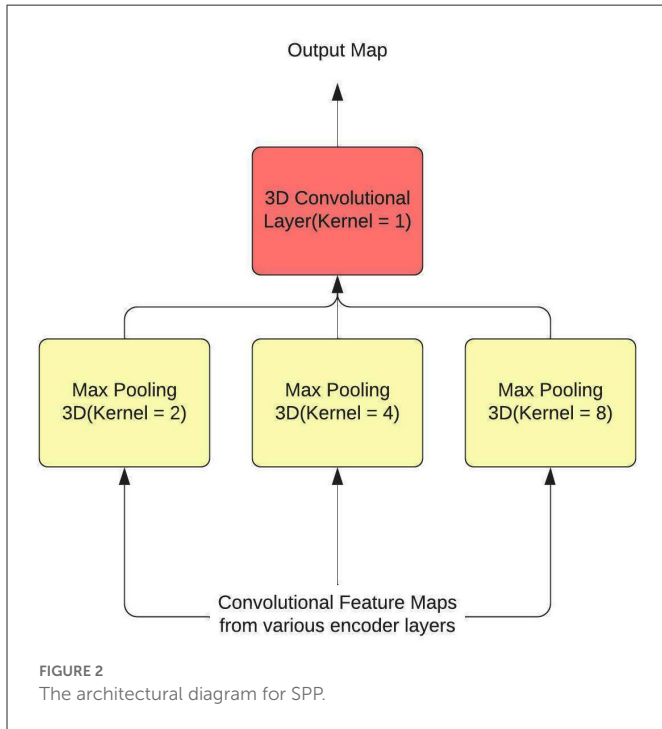 Output Map
3D Convolutional
Layer(Kernel = 1)
Max Pooling
3D(Kernel = 2)
Max Pooling
3D(Kernel = 4)
Max Pooling
3D(Kernel = 8)
Convolutional Feature Maps
from various encoder layers
FIGURE 2
The architectural diagram for SPP.